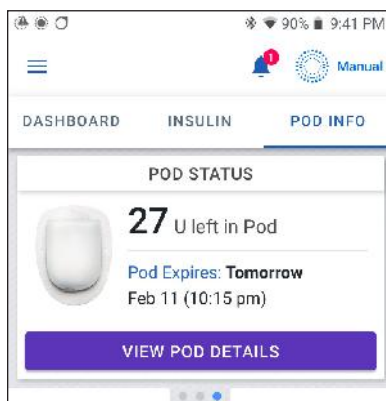 90% 9:41 PM
1
Manual
DASHBOARD INSULIN POD INFO
POD STATUS
27 U left in Pod
Pod Expires: Tomorrow
Feb 11 (10:15 pm)
VIEW POD DETAILS